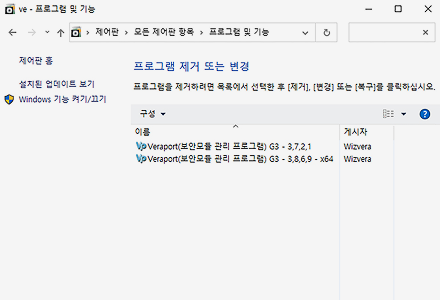 ve - 프로그램 및 기능
제어판 > 모든 제어판 항목 > 프로그램 및 기능
제어판 홈
설치된 업데이트 보기
Windows 기능 켜기/끄기
프로그램 제거 또는 변경
프로그램을 제거하려면 목록에서 선택한 후 [제거], [변경] 또는 [복구]를 클릭하십시오.
구성
이름 게시자
Veraport(보안모듈 관리 프로그램) G3 - 3,7,2,1 Wizvera
Veraport(보안모듈 관리 프로그램) G3 - 3,8,6,9 - x64 Wizvera